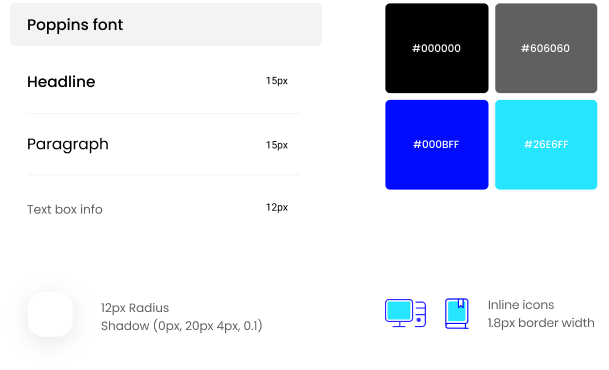 Poppins font
Headline 15px
Paragraph 15px
Text box info 12px
#000000
#606060
#000BFF
#26E6FF
12px Radius
Shadow (0px, 20px 4px, 0.1)
Inline icons
1.8px border width